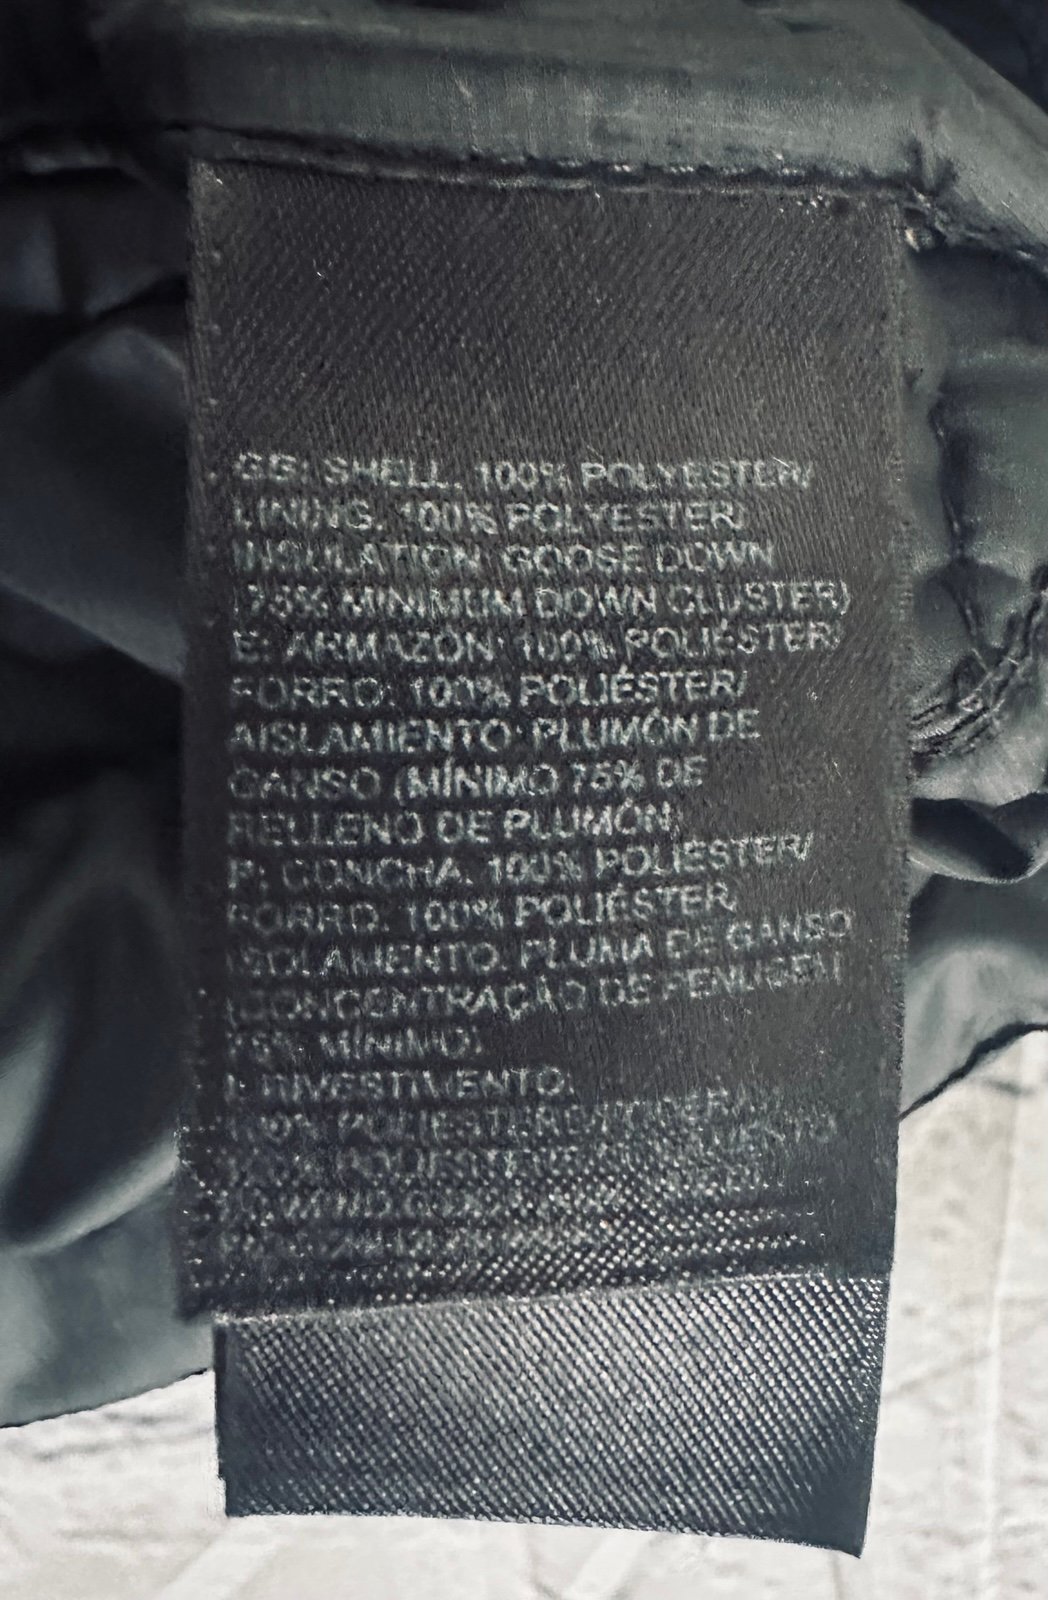 GB: SHELL. 100% POLYESTER/
LINING. 100% POLYESTER/
INSULATION: GOOSE DOWN
(75% MINIMUM DOWN CLUSTER)
E: ARMAZÓN: 100% POLIÉSTER/
FORRO: 100% POLIÉSTER/
AISLAMIENTO: PLUMÓN DE
GANSO (MÍNIMO 75% DE
RELLENO DE PLUMÓN)
P: CONCHA. 100% POLIÉSTER/
FORRO. 100% POLIÉSTER/
ISOLAMENTO. PLUMA DE GANSO
(CONCENTRAÇÃO DE PENUGEM
75% MÍNIMO)
I: RIVESTIMENTO:
100%